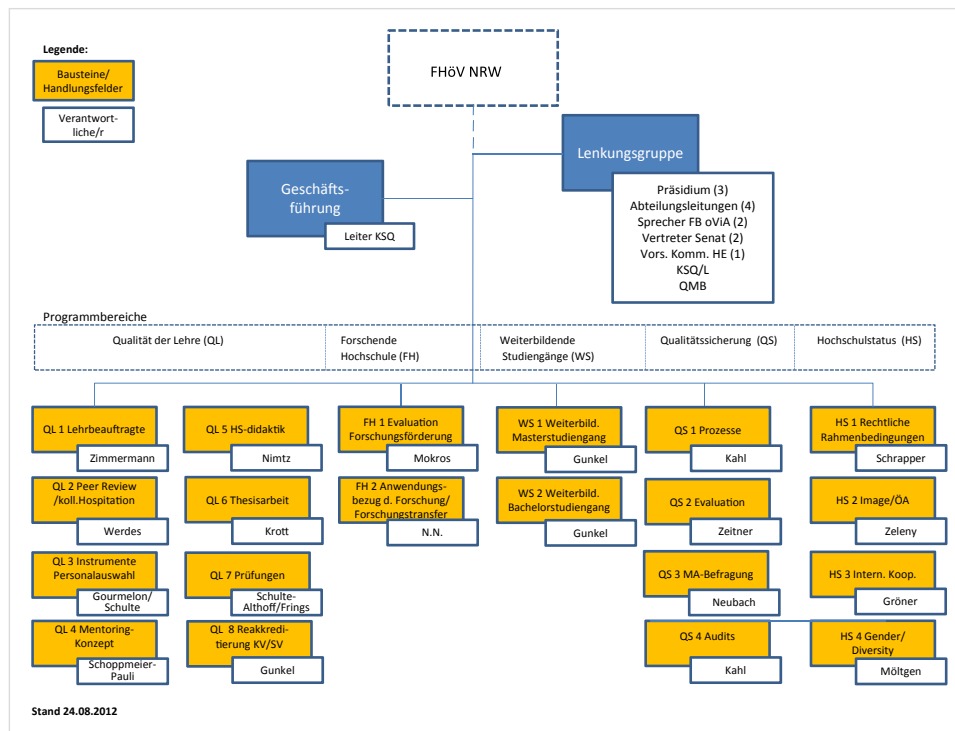 Legende:
Bausteine/
Handlungsfelder
Verantwort-
liche/r
FHöV NRW
Lenkungsgruppe
Präsidium (3)
Abteilungsleitungen (4)
Sprecher FB oViA (2)
Vertreter Senat (2)
Vors. Komm. HE (1)
KSQ/L
QMB
Geschäfts-
führung
Leiter KSQ
Programmbereiche
Qualität der Lehre (QL)
Forschende
Hochschule (FH)
Weiterbildende
Studiengänge (WS)
Qualitätssicherung (QS)
Hochschulstatus (HS)
QL 1 Lehrbeauftragte
Zimmermann
QL 2 Peer Review
/koll.Hospitation
Werdes
QL 3 Instrumente
Personalauswahl
Gourmelon/
Schulte
QL 4 Mentoring-
Konzept
Schoppmeier-
Pauli
QL 5 HS-didaktik
Nimtz
QL 6 Thesisarbeit
Krott
QL 7 Prüfungen
Schulte-
Althoff/Frings
QL 8 Reakkredi-
tierung KV/SV
Gunkel
FH 1 Evaluation
Forschungsförderung
Mokros
FH 2 Anwendungs-
bezug d. Forschung/
Forschungstransfer
N.N.
WS 1 Weiterbild.
Masterstudiengang
Gunkel
WS 2 Weiterbild.
Bachelorstudiengang
Gunkel
QS 1 Prozesse
Kahl
QS 2 Evaluation
Zeitner
QS 3 MA-Befragung
Neubach
QS 4 Audits
Kahl
HS 1 Rechtliche
Rahmenbedingungen
Schrapper
HS 2 Image/ÖA
Zeleny
HS 3 Intern. Koop.
Gröner
HS 4 Gender/
Diversity
Möltgen
Stand 24.08.2012